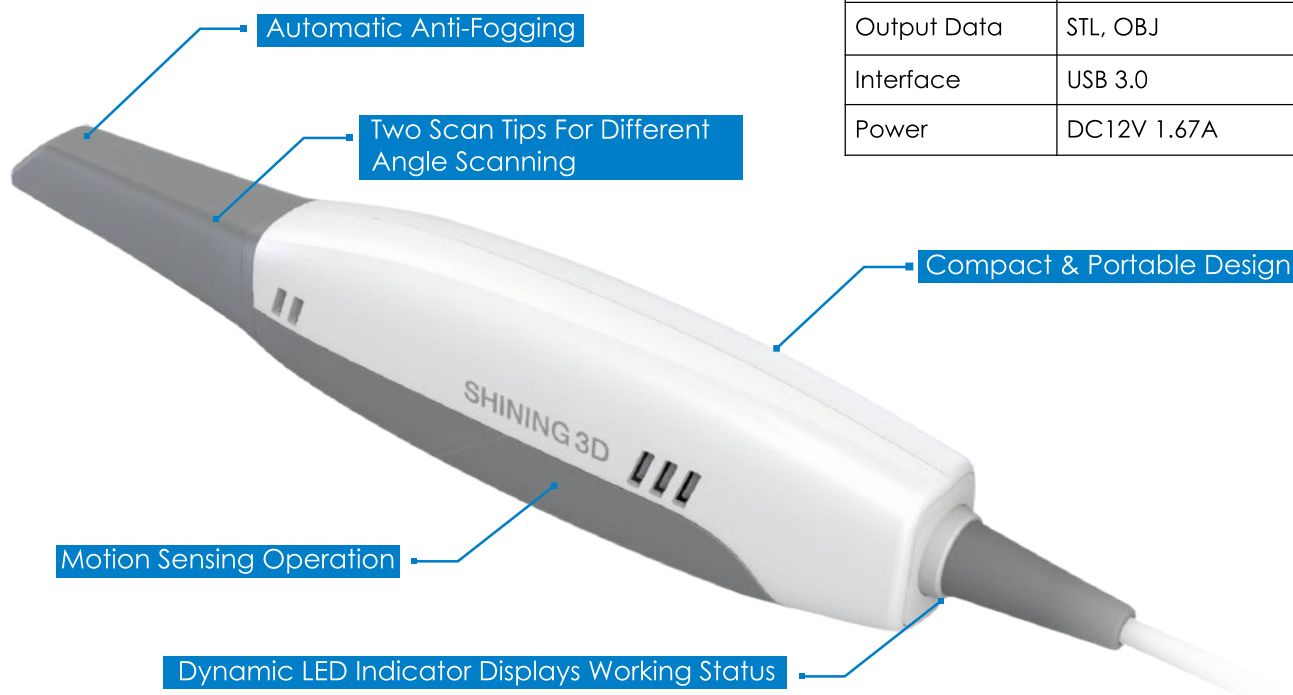 Automatic Anti-Fogging
Output Data STL, OBJ
Interface USB 3.0
Power DC12V 1.67A
Two Scan Tips For Different
Angle Scanning
Compact & Portable Design
SHINING 3D
Motion Sensing Operation
Dynamic LED Indicator Displays Working Status